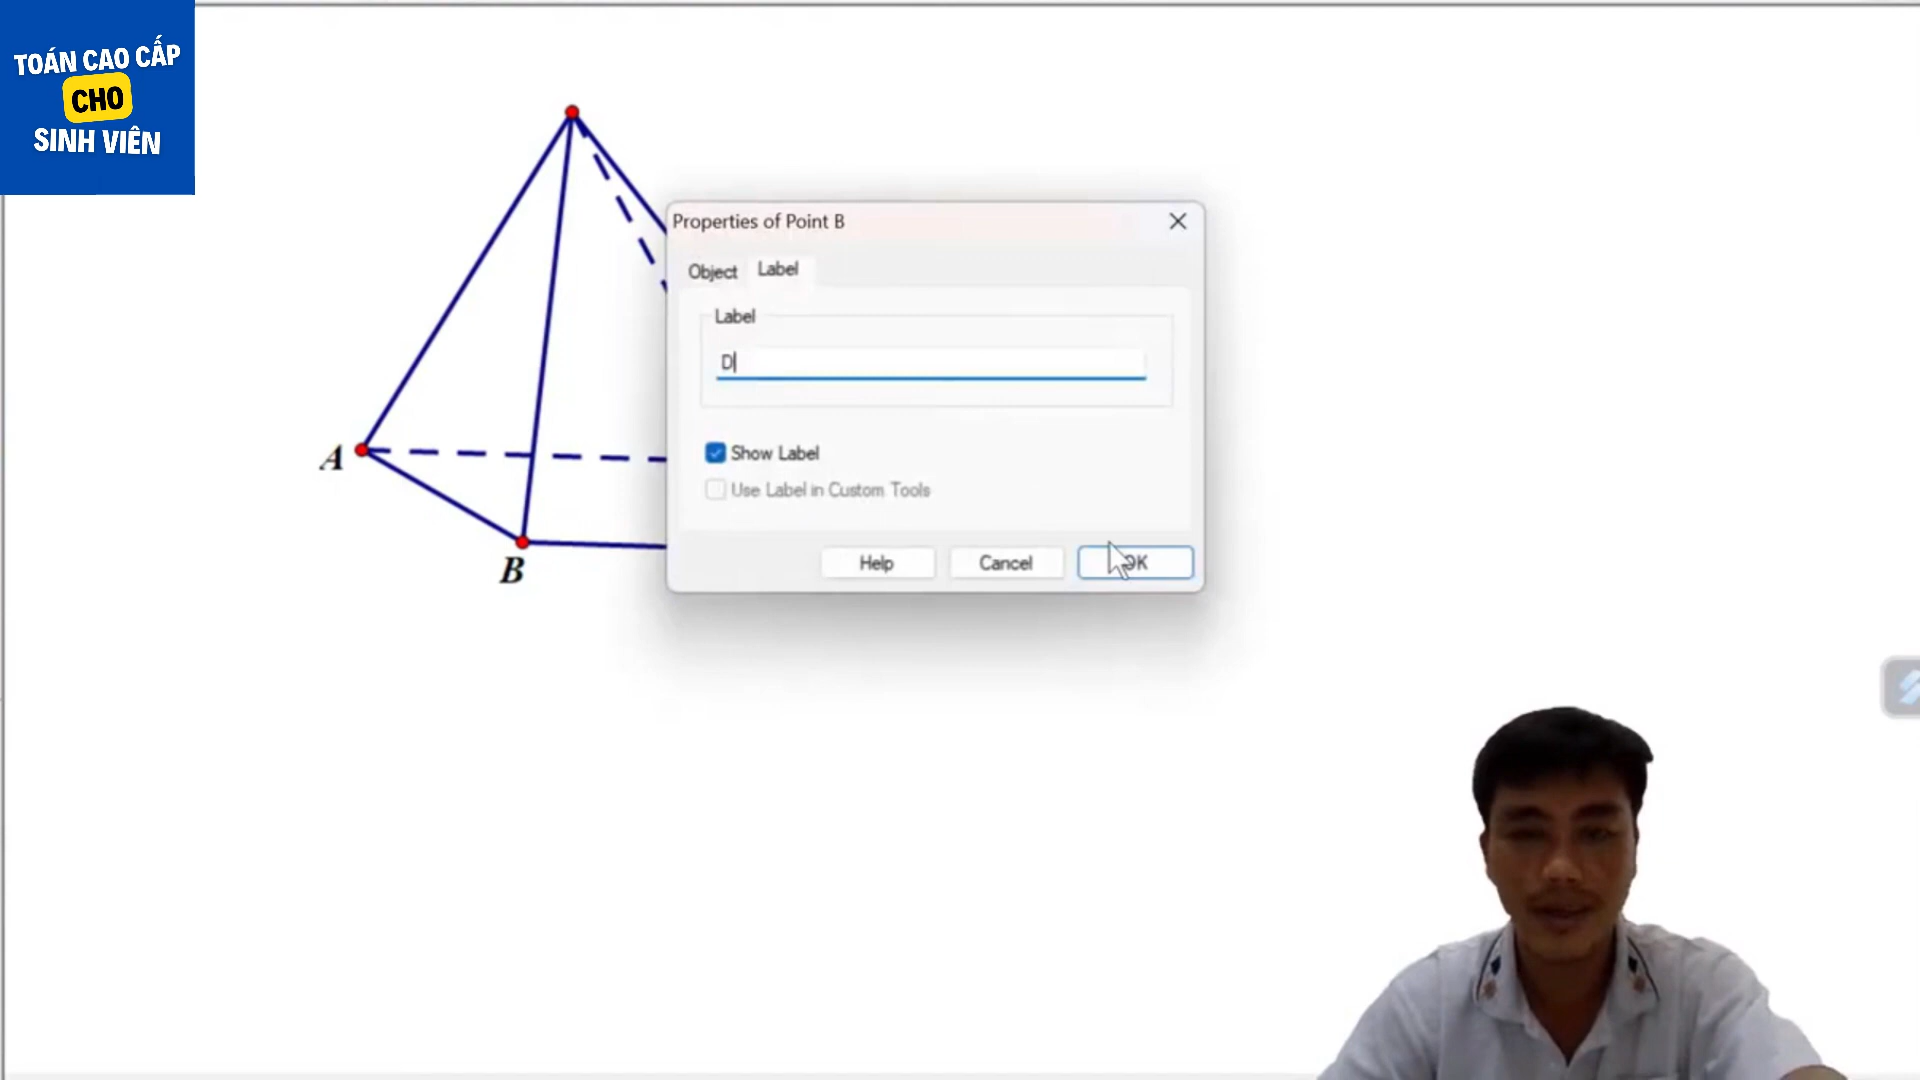 TOÁN CAO CẤP
CHO
SINH VIÊN
Properties of Point B
Object Label
Label
D
Show Label
Use Label in Custom Tools
Help Cancel OK
A
B